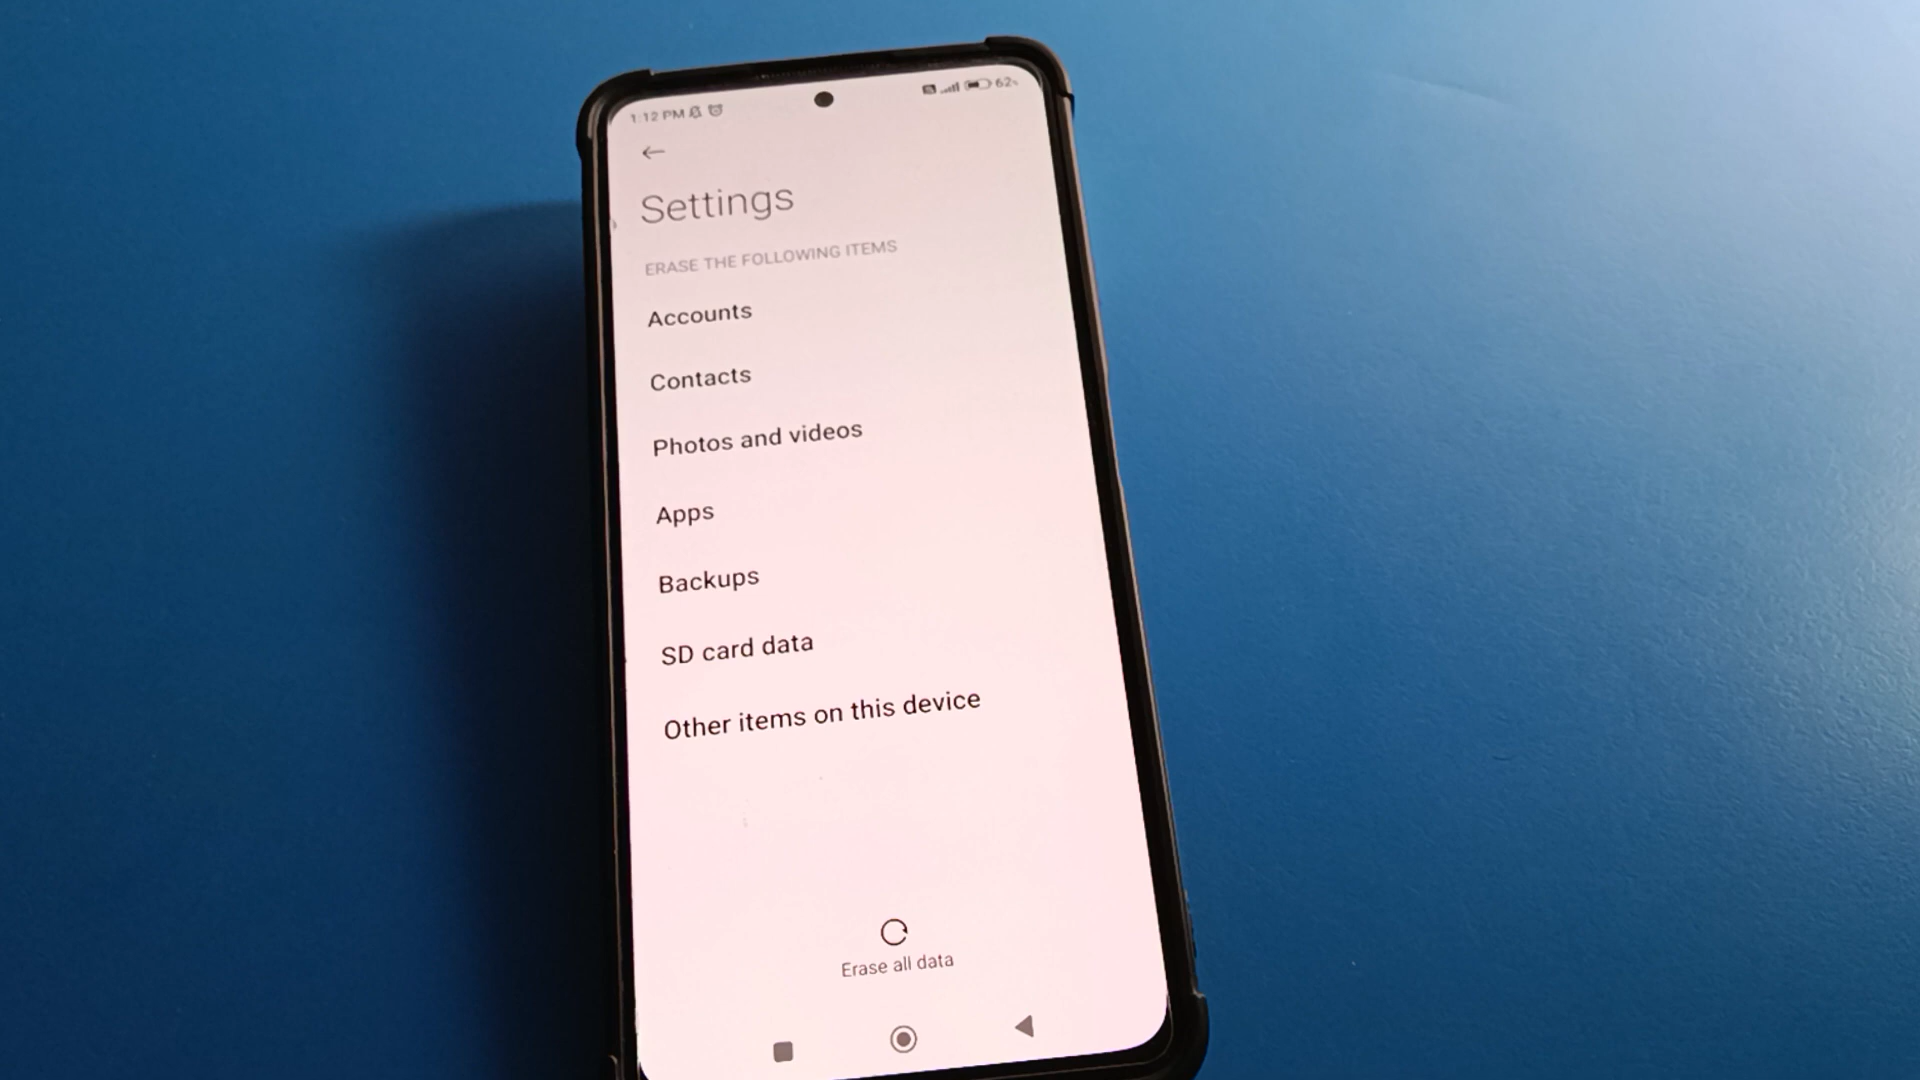 1:12 PM 62%
Settings
ERASE THE FOLLOWING ITEMS
Accounts
Contacts
Photos and videos
Apps
Backups
SD card data
Other items on this device
Erase all data